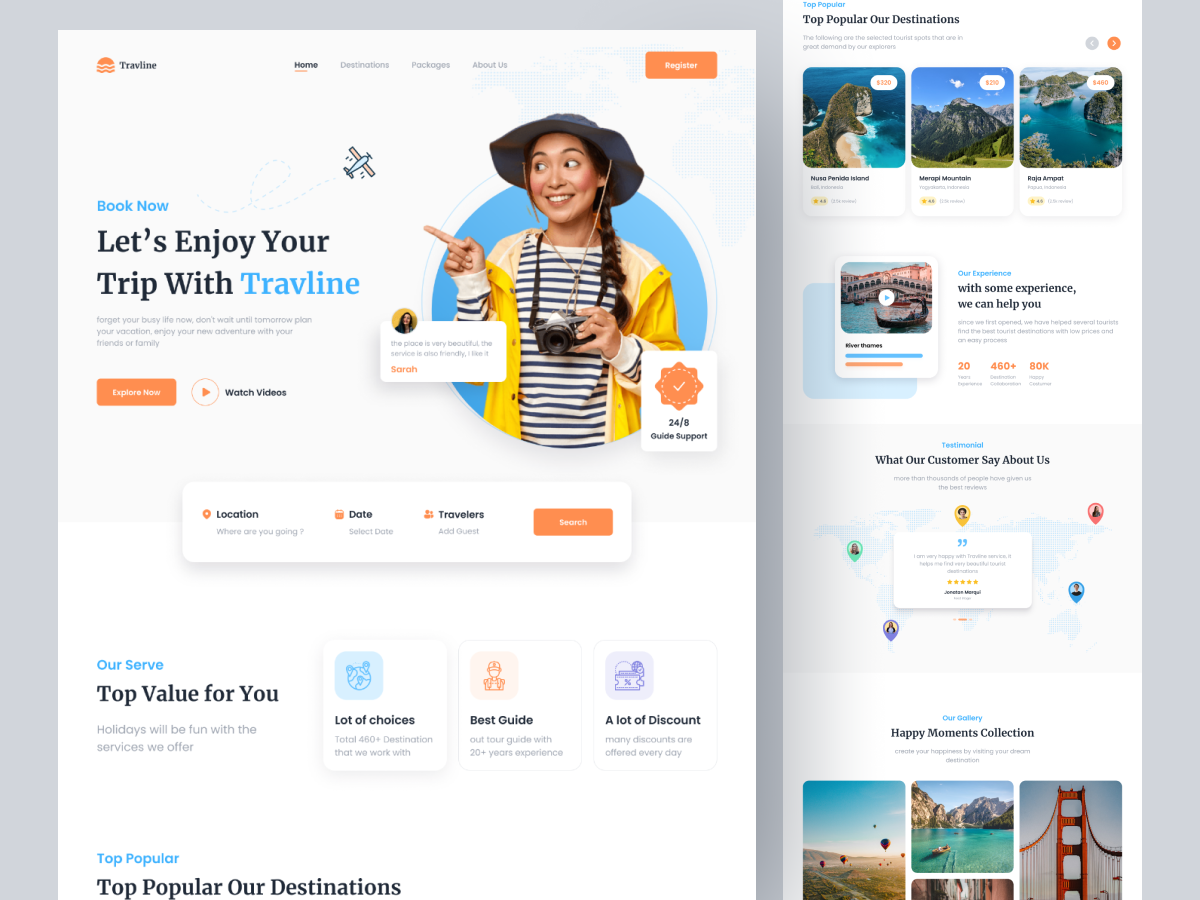 Travline
Home
Destinations
Packages
About Us
Register
Book Now
Let's Enjoy Your
Trip With Travline
forget your busy life now, don't wait until tomorrow plan
your vacation, enjoy your new adventure with your
friends or family
Explore Now
Watch Videos
the place is very beautiful, the
service is also friendly, I like it
Sarah
24/8
Guide Support
Location
Where are you going ?
Date
Select Date
Travelers
Add Guest
Search
Our Serve
Top Value for You
Holidays will be fun with the
services we offer
Lot of choices
Total 460+ Destination
that we work with
Best Guide
out tour guide with
20+ years experience
A lot of Discount
%
many discounts are
offered every day
Top Popular
Top Popular Our Destinations
Top Popular
Top Popular Our Destinations
The following are the selected tourist spots that are in
great demand by our explorers
$320
Nusa Penida Island
Bali, Indonesia
4.8
$210
Merapi Mountain
Yogyakarta, Indonesia
4.6
$460
Raja Ampat
Papua, Indonesia
4.5
River thames
Our Experience
with some experience,
we can help you
since we first opened, we have helped several tourists
find the best tourist destinations with low prices and
an easy process
20
Years
Experience
460+
Destination
Collaboration
80K
Happy
Costumer
Testimonial
What Our Customer Say About Us
more than thousands of people have given us
the best reviews
I am very happy with Travline service, it
helps me find very beautiful tourist
destinations
Jonatan Marqui
Our Gallery
Happy Moments Collection
create your happiness by visiting your dream
destination